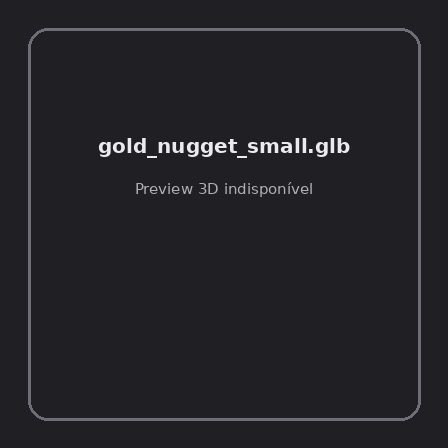 gold_nugget_small.glb
Preview 3D indisponível